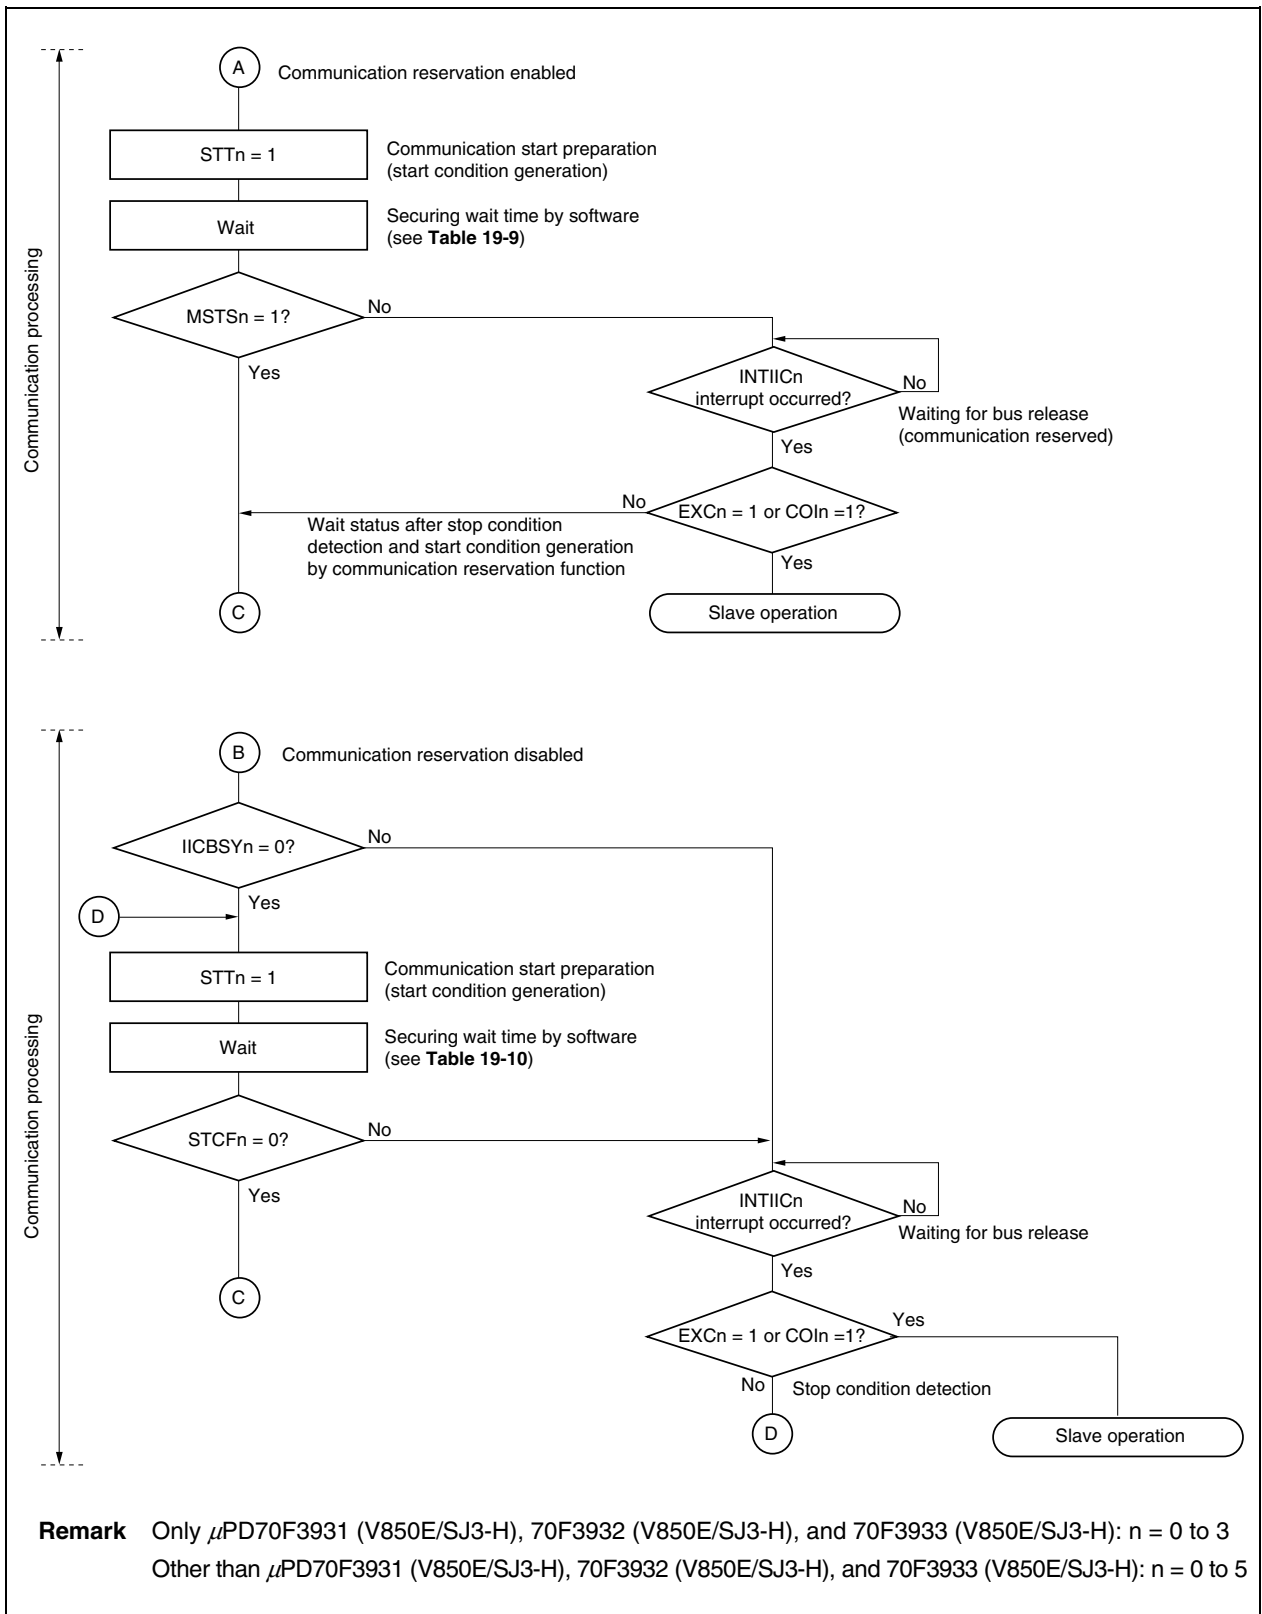 A
Communication reservation enabled
STTn = 1
Communication start preparation
(start condition generation)
Wait
Securing wait time by software
(see Table 19-9)
MSTSn = 1?
No
Yes
INTIICn
interrupt occurred?
No
Waiting for bus release
(communication reserved)
Yes
EXCn = 1 or COIn =1?
No
Wait status after stop condition
detection and start condition generation
by communication reservation function
Yes
C
Slave operation
Communication processing
B
Communication reservation disabled
IICBSYn = 0?
No
Yes
D
STTn = 1
Communication start preparation
(start condition generation)
Wait
Securing wait time by software
(see Table 19-10)
STCFn = 0?
No
Yes
INTIICn
interrupt occurred?
No
Waiting for bus release
Yes
C
EXCn = 1 or COIn =1?
Yes
No
Stop condition detection
D
Slave operation
Communication processing
Remark Only μPD70F3931 (V850E/SJ3-H), 70F3932 (V850E/SJ3-H), and 70F3933 (V850E/SJ3-H): n = 0 to 3
Other than μPD70F3931 (V850E/SJ3-H), 70F3932 (V850E/SJ3-H), and 70F3933 (V850E/SJ3-H): n = 0 to 5